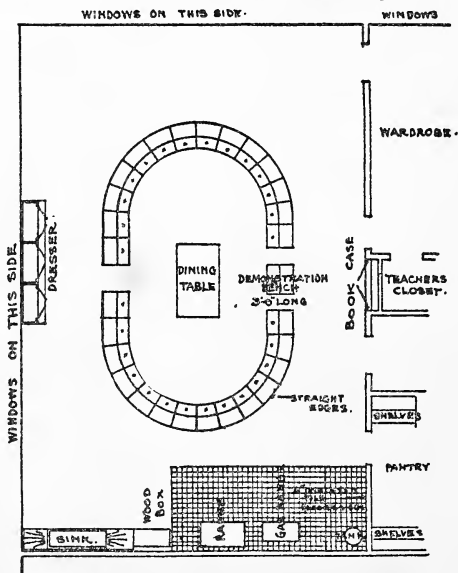 WINDOWS ON THIS SIDE.
WINDOWS
WARDROBE.
WINDOWS ON THIS SIDE
DRESSER.
DINING
TABLE
DEMONSTRATION
BENCH
3'-0" LONG
BOOK CASE
TEACHERS
CLOSET.
STRAIGHT
EDGES.
SHELVES
PANTRY
WOOD
BOX
RANGE
GAS RANGE
SINK.
SHELVES